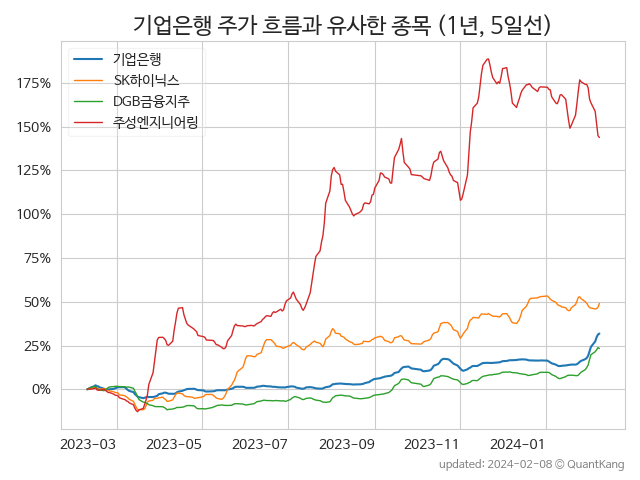 기업은행 주가 흐름과 유사한 종목 (1년, 5일선)
기업은행
SK하이닉스
DGB금융지주
주성엔지니어링
175%
150%
125%
100%
75%
50%
25%
0%
2023-03 2023-05 2023-07 2023-09 2023-11 2024-01
updated: 2024-02-08 © QuantKang